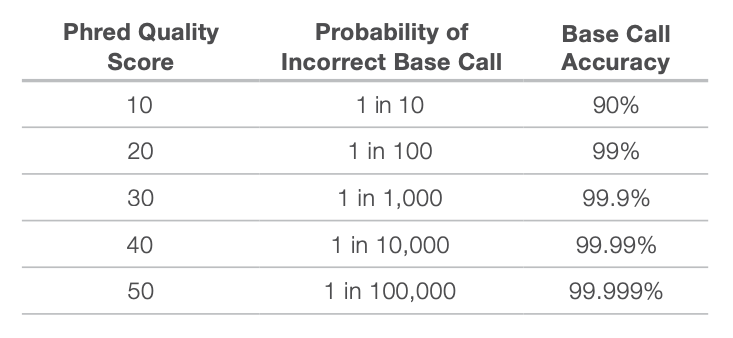 Phred Quality Score Probability of Incorrect Base Call Base Call Accuracy
10 1 in 10 90%
20 1 in 100 99%
30 1 in 1,000 99.9%
40 1 in 10,000 99.99%
50 1 in 100,000 99.999%